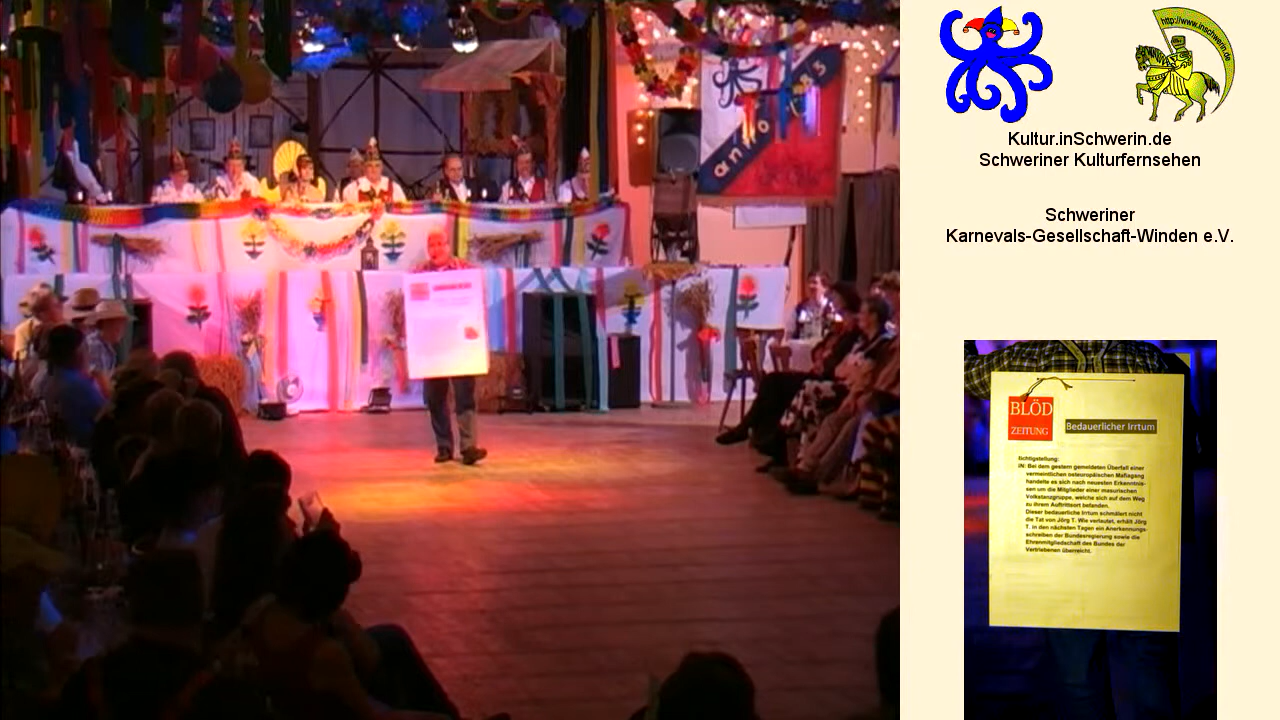 anno 1985
http://www.inschwerin.de
Kultur.inSchwerin.de
Schweriner Kulturfernsehen
Schweriner
Karnevals-Gesellschaft-Winden e.V.
BLÖD
ZEITUNG
Bedauerlicher Irrtum
Richtigstellung:
IN: Bei dem gestern gemeldeten Überfall einer
vermeintlichen osteuropäischen Mafiagang
handelte es sich nach neuesten Erkenntnis-
sen um die Mitglieder einer masurischen
Volkstanzgruppe, welche sich auf dem Weg
zu ihrem Auftrittsort befanden.
Dieser bedauerliche Irrtum schmälert nicht
die Tat von Jörg T. Wie verlautet, erhält Jörg
T. in den nächsten Tagen ein Anerkennungs-
schreiben der Bundesregierung sowie die
Ehrenmitgliedschaft des Bundes der
Vertriebenen überreicht.